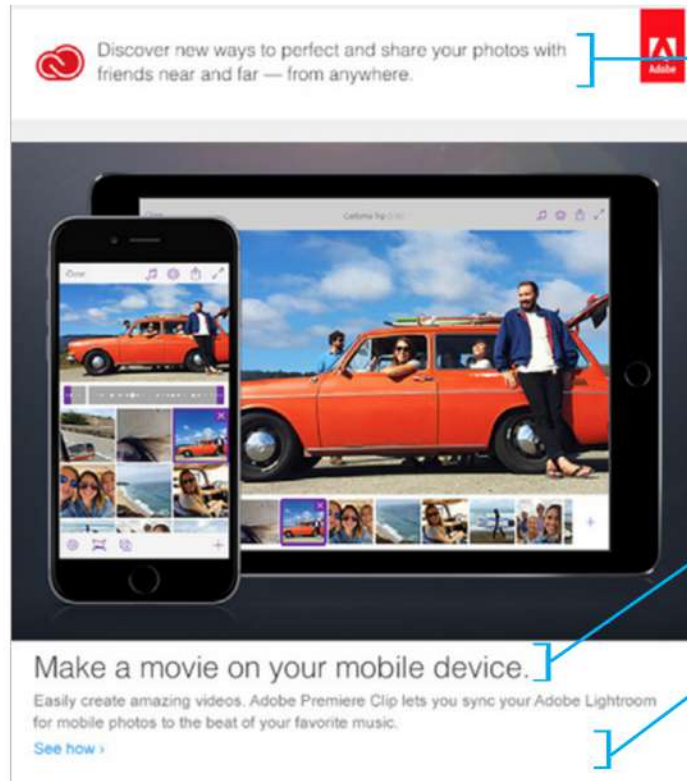 Discover new ways to perfect and share your photos with
friends near and far — from anywhere.
Adobe
Make a movie on your mobile device.
Easily create amazing videos. Adobe Premiere Clip lets you sync your Adobe Lightroom
for mobile photos to the beat of your favorite music.
See how ›